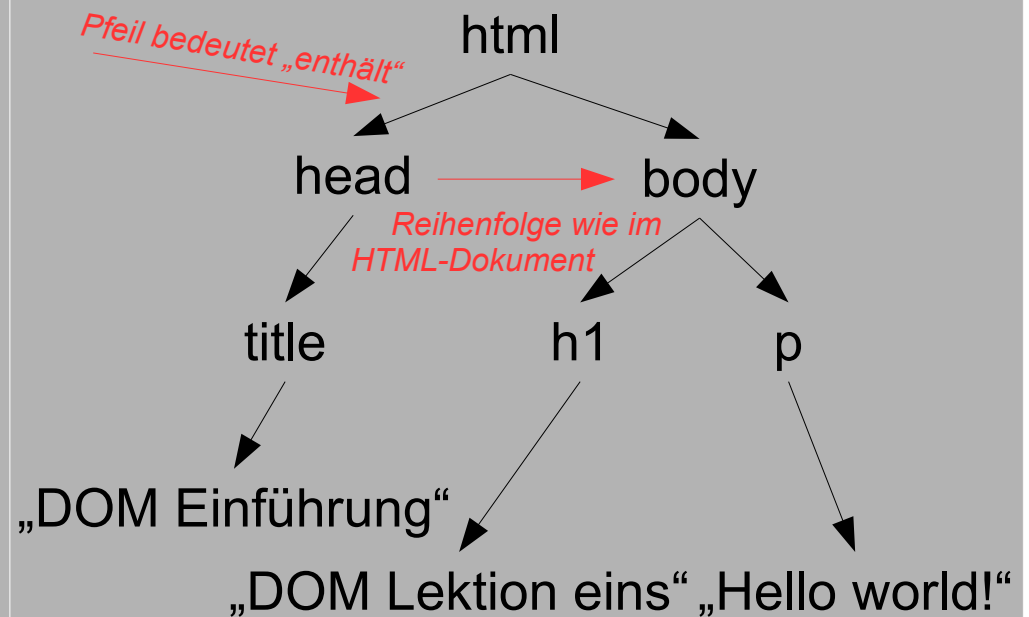 Pfeil bedeutet „enthält“
html
head
body
Reihenfolge wie im
HTML-Dokument
title
h1
p
„DOM Einführung“
„DOM Lektion eins“
„Hello world!“